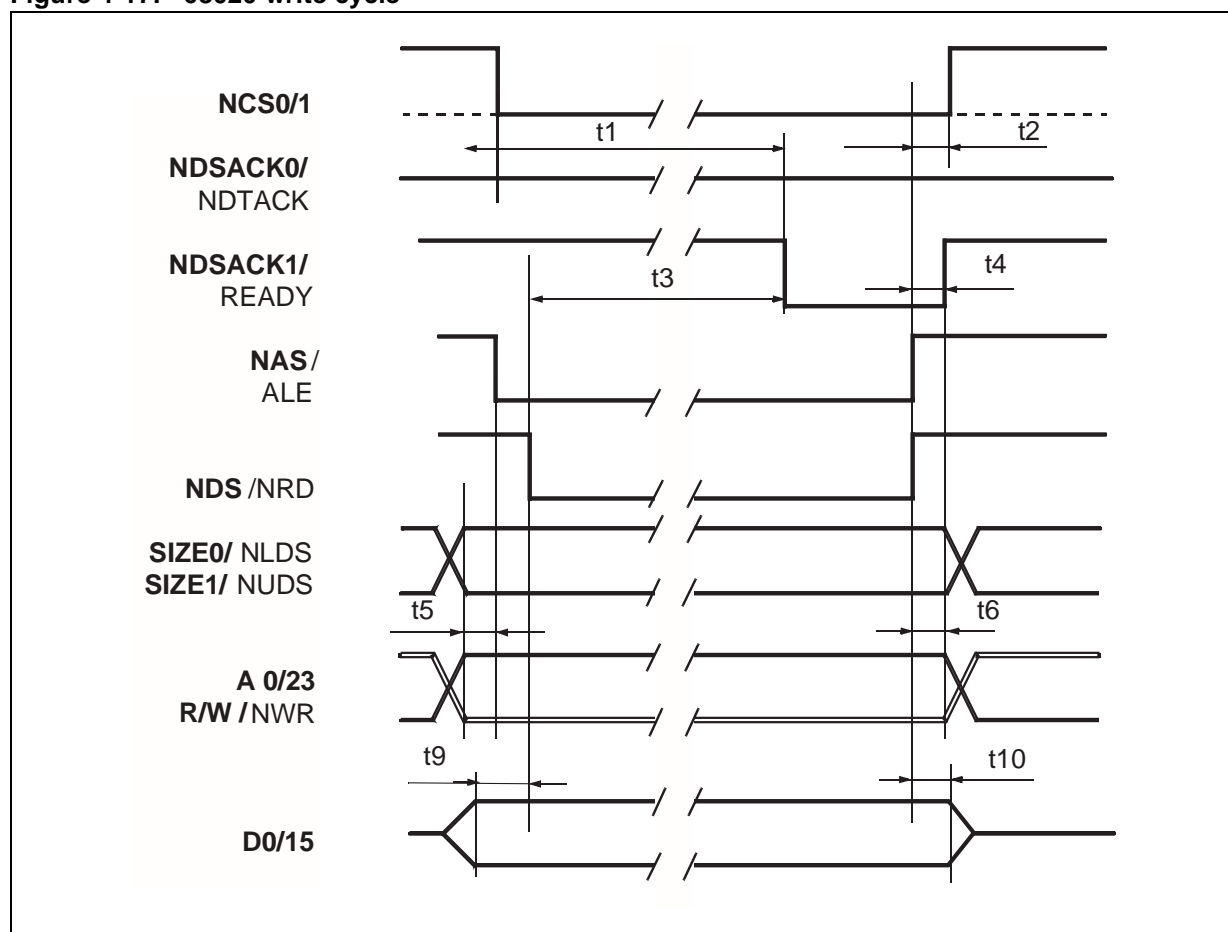 NCS0/1
t1
t2
NDSACK0/
NDTACK
NDSACK1/
READY
t3
t4
NAS/
ALE
NDS /NRD
SIZE0/ NLDS
SIZE1/ NUDS
t5
t6
A 0/23
R/W / NWR
t9
t10
D0/15